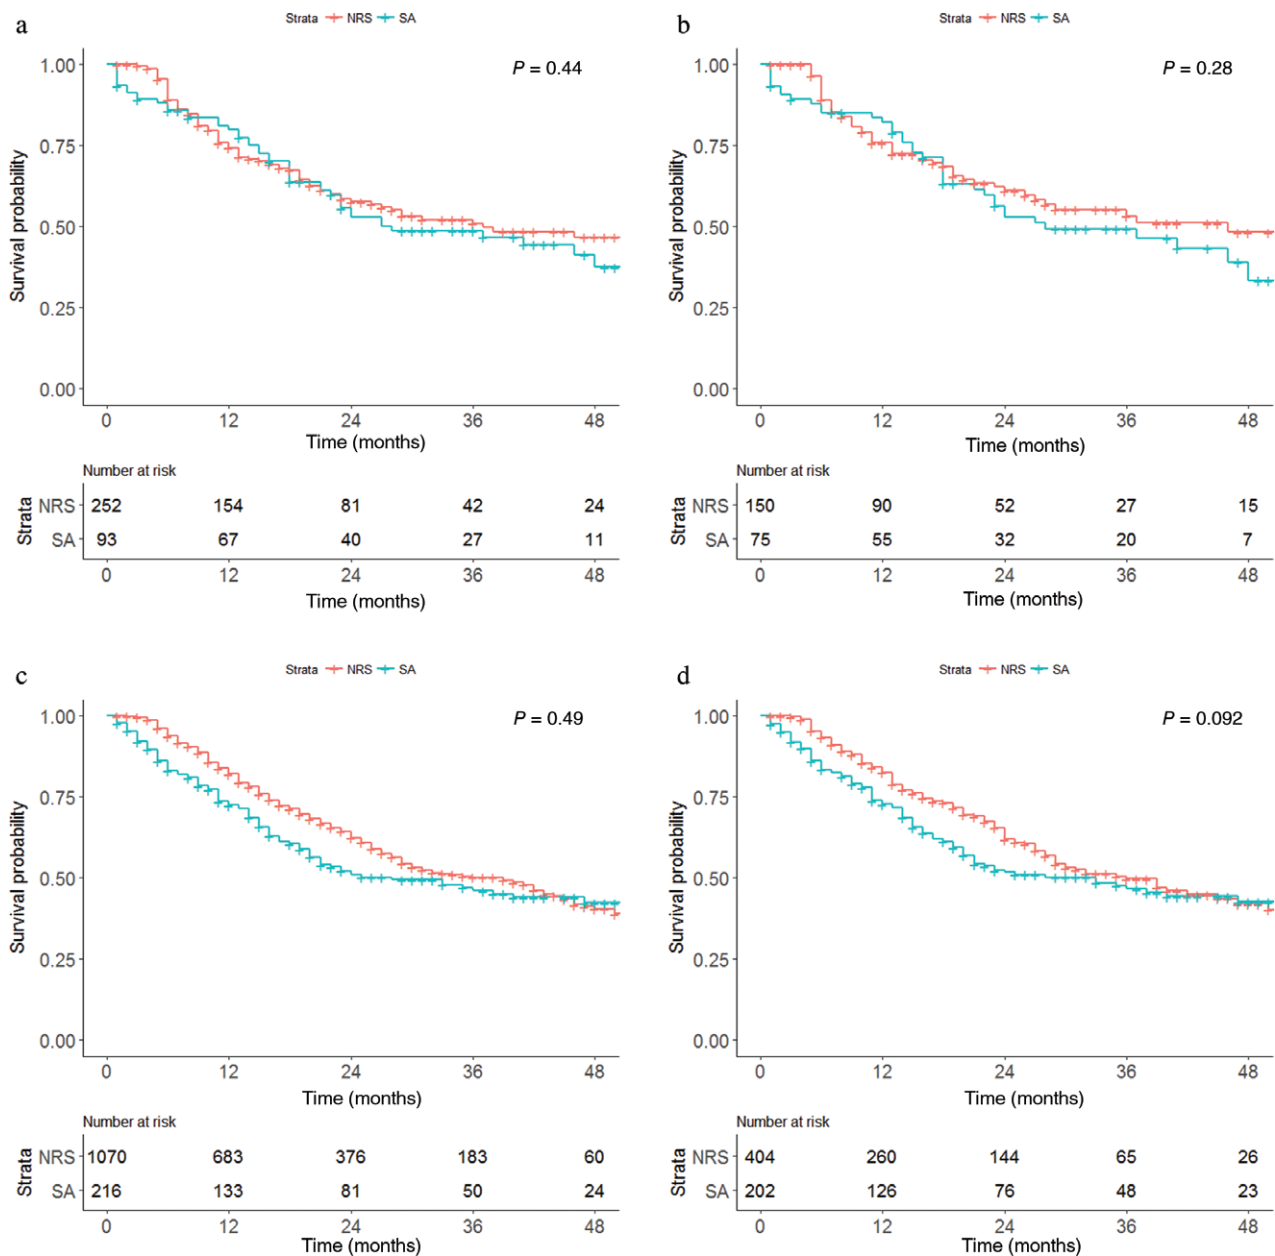 a
Strata NRS SA
P = 0.44
Survival probability
1.00
0.75
0.50
0.25
0.00
0 12 24 36 48
Time (months)
Number at risk
Strata
NRS 252 154 81 42 24
SA 93 67 40 27 11
0 12 24 36 48
Time (months)
b
Strata NRS SA
P = 0.28
Survival probability
1.00
0.75
0.50
0.25
0.00
0 12 24 36 48
Time (months)
Number at risk
Strata
NRS 150 90 52 27 15
SA 75 55 32 20 7
0 12 24 36 48
Time (months)
c
Strata NRS SA
P = 0.49
Survival probability
1.00
0.75
0.50
0.25
0.00
0 12 24 36 48
Time (months)
Number at risk
Strata
NRS 1070 683 376 183 60
SA 216 133 81 50 24
0 12 24 36 48
Time (months)
d
Strata NRS SA
P = 0.092
Survival probability
1.00
0.75
0.50
0.25
0.00
0 12 24 36 48
Time (months)
Number at risk
Strata
NRS 404 260 144 65 26
SA 202 126 76 48 23
0 12 24 36 48
Time (months)